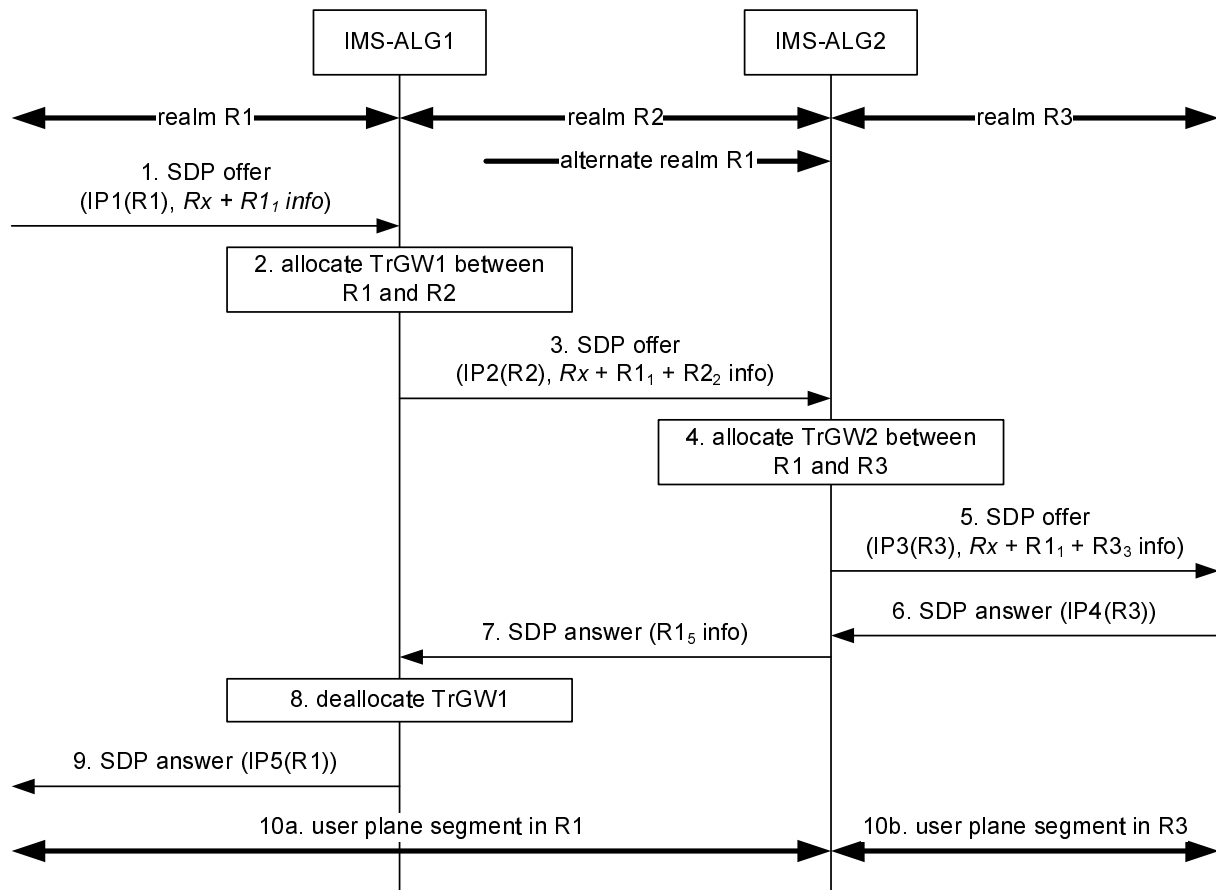 IMS-ALG1
IMS-ALG2
realm R1
realm R2
realm R3
alternate realm R1
1. SDP offer
(IP1(R1), Rx + R1₁ info)
2. allocate TrGW1 between
R1 and R2
3. SDP offer
(IP2(R2), Rx + R1₁ + R2₂ info)
4. allocate TrGW2 between
R1 and R3
5. SDP offer
(IP3(R3), Rx + R1₁ + R3₃ info)
6. SDP answer (IP4(R3))
7. SDP answer (R1₅ info)
8. deallocate TrGW1
9. SDP answer (IP5(R1))
10a. user plane segment in R1
10b. user plane segment in R3